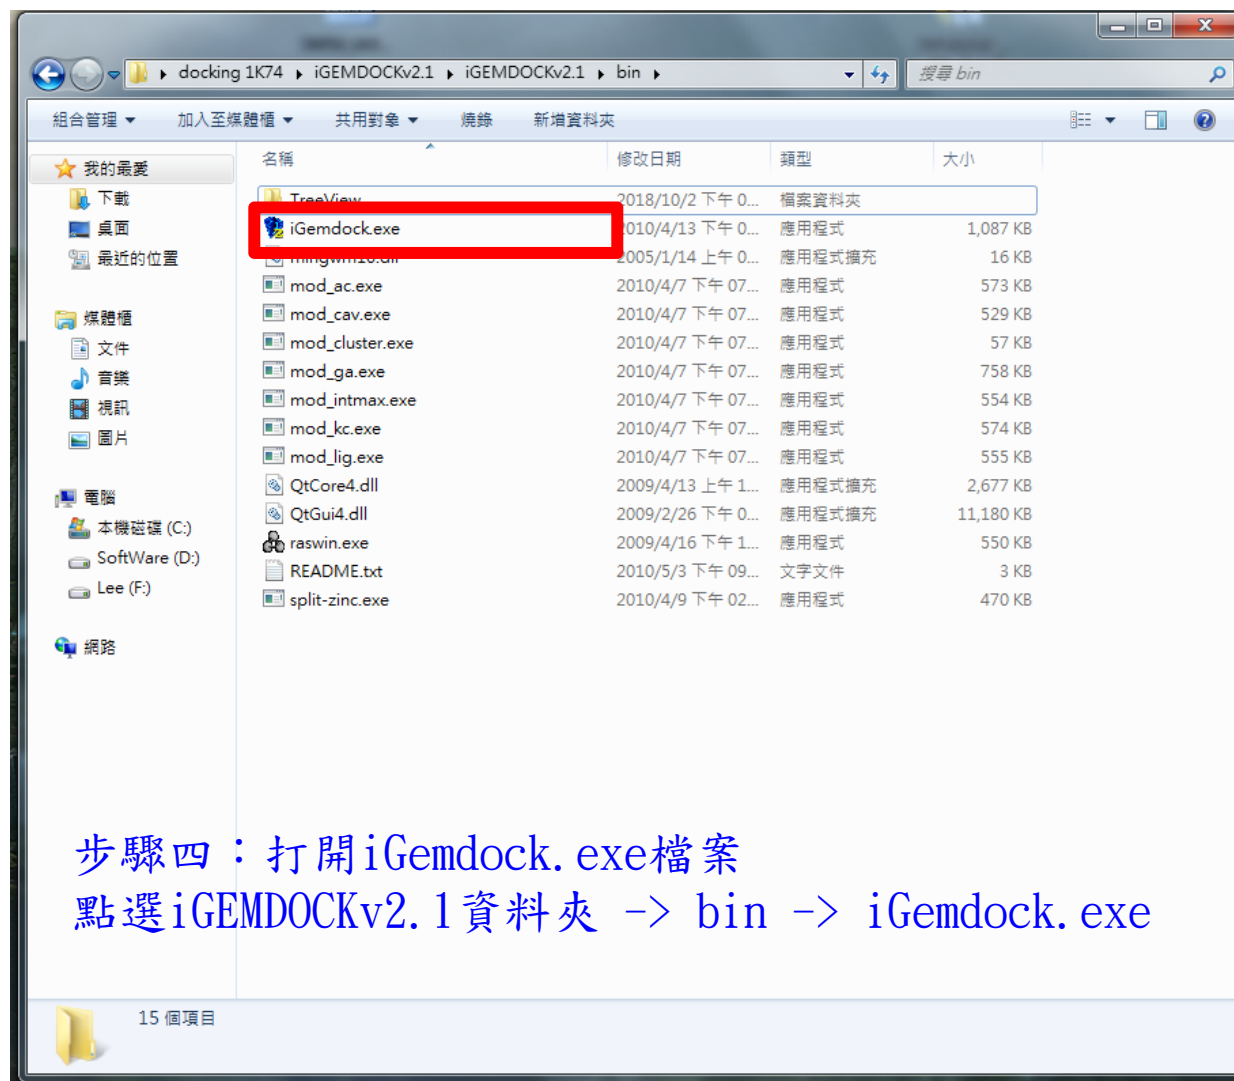 docking 1K74 ▸ iGEMDOCKv2.1 ▸ iGEMDOCKv2.1 ▸ bin ▸
搜尋 bin
組合管理 ▼ 加入至媒體櫃 ▼ 共用對象 ▼ 燒錄 新增資料夾
我的最愛
下載
桌面
最近的位置
媒體櫃
文件
音樂
視訊
圖片
電腦
本機磁碟 (C:)
SoftWare (D:)
Lee (F:)
網路
名稱 修改日期 類型 大小
TreeView 2018/10/2 下午 0... 檔案資料夾
iGemdock.exe 2010/4/13 下午 0... 應用程式 1,087 KB
mingwm10.dll 2005/1/14 上午 0... 應用程式擴充 16 KB
mod_ac.exe 2010/4/7 下午 07... 應用程式 573 KB
mod_cav.exe 2010/4/7 下午 07... 應用程式 529 KB
mod_cluster.exe 2010/4/7 下午 07... 應用程式 57 KB
mod_ga.exe 2010/4/7 下午 07... 應用程式 758 KB
mod_intmax.exe 2010/4/7 下午 07... 應用程式 554 KB
mod_kc.exe 2010/4/7 下午 07... 應用程式 574 KB
mod_lig.exe 2010/4/7 下午 07... 應用程式 555 KB
QtCore4.dll 2009/4/13 上午 1... 應用程式擴充 2,677 KB
QtGui4.dll 2009/2/26 下午 0... 應用程式擴充 11,180 KB
raswin.exe 2009/4/16 下午 1... 應用程式 550 KB
README.txt 2010/5/3 下午 09... 文字文件 3 KB
split-zinc.exe 2010/4/9 下午 02... 應用程式 470 KB
步驟四：打開iGemdock.exe檔案
點選iGEMDOCKv2.1資料夾 -> bin -> iGemdock.exe
15 個項目